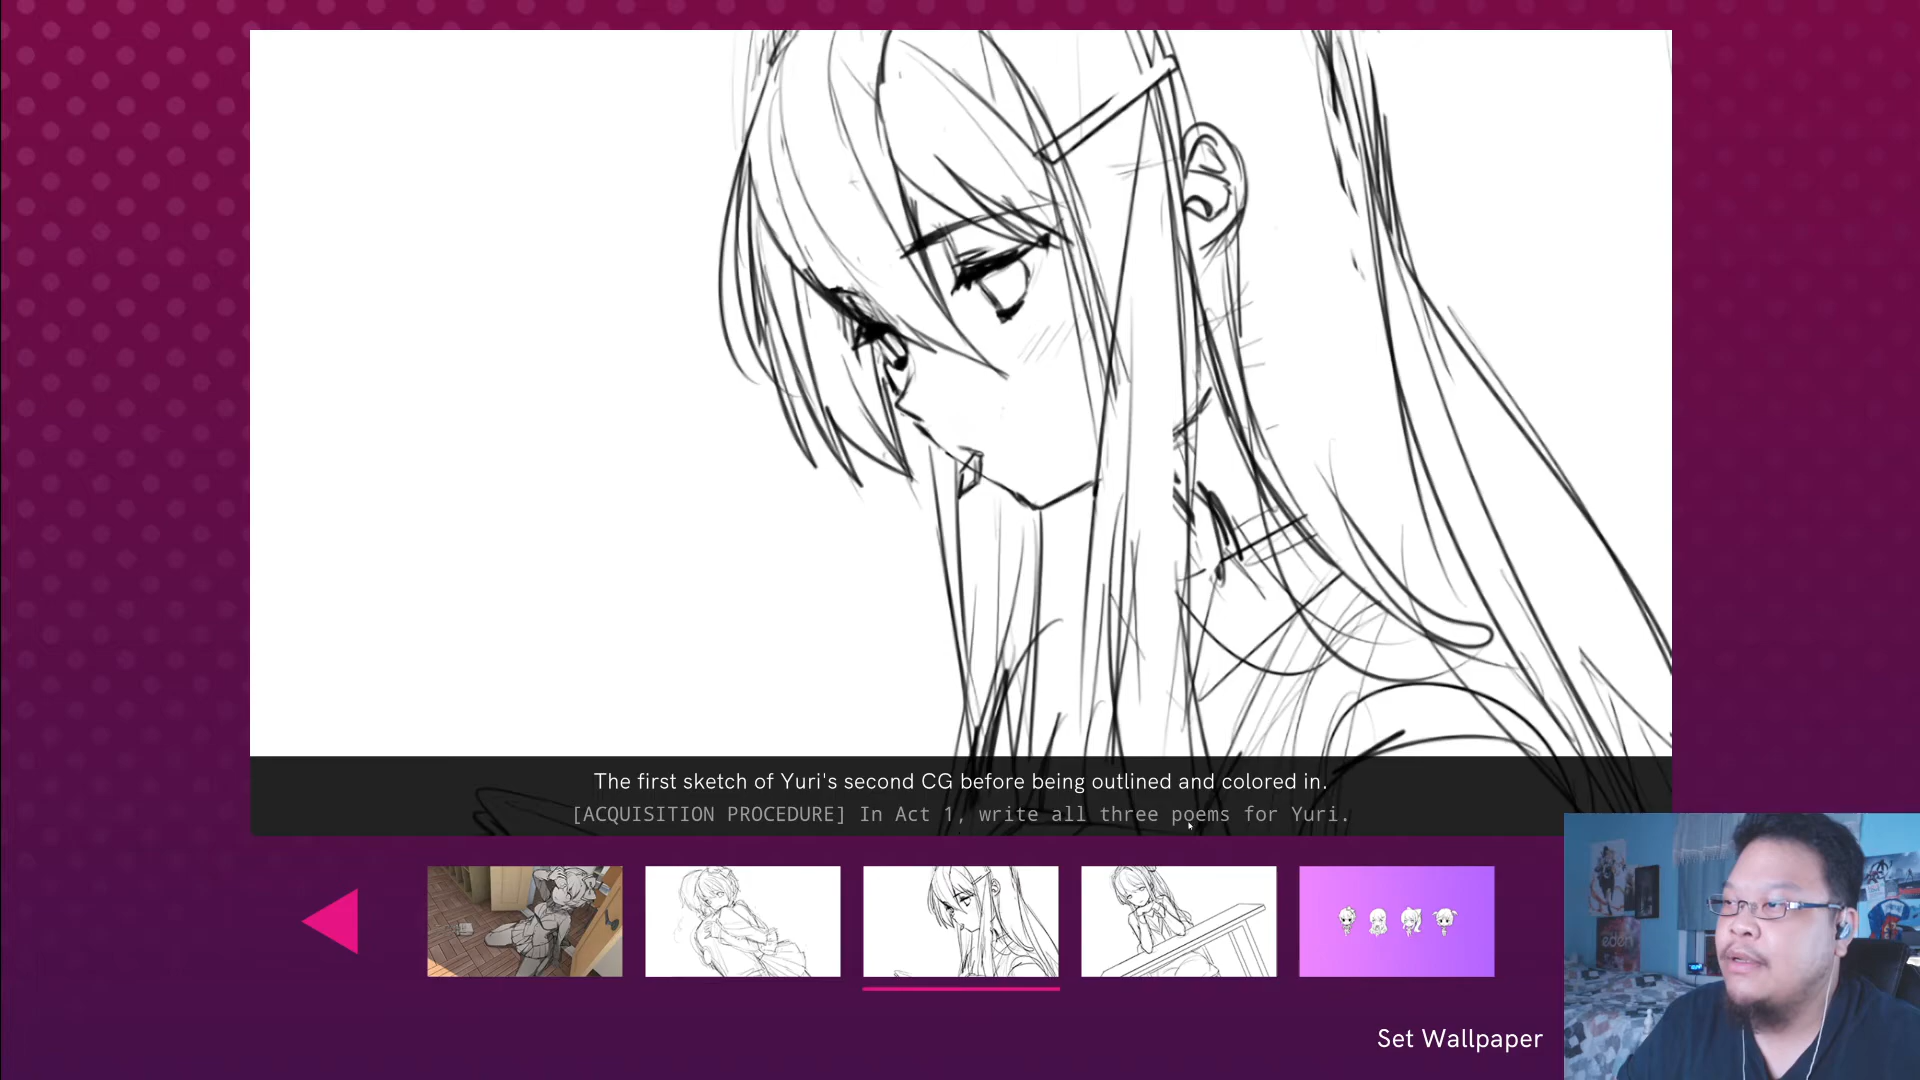 The first sketch of Yuri's second CG before being outlined and colored in.
[ACQUISITION PROCEDURE] In Act 1, write all three poems for Yuri.
eden
Set Wallpaper